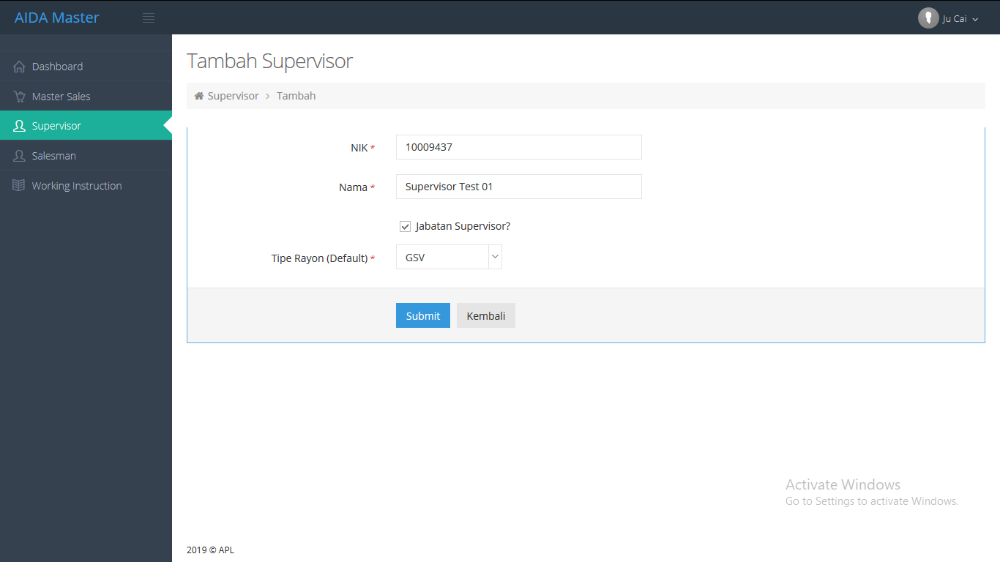 AIDA Master
Ju Cai
Dashboard
Master Sales
Supervisor
Salesman
Working Instruction
Tambah Supervisor
Supervisor > Tambah
NIK * 10009437
Nama * Supervisor Test 01
Jabatan Supervisor?
Tipe Rayon (Default) * GSV
Submit Kembali
Activate Windows
Go to Settings to activate Windows.
2019 © APL